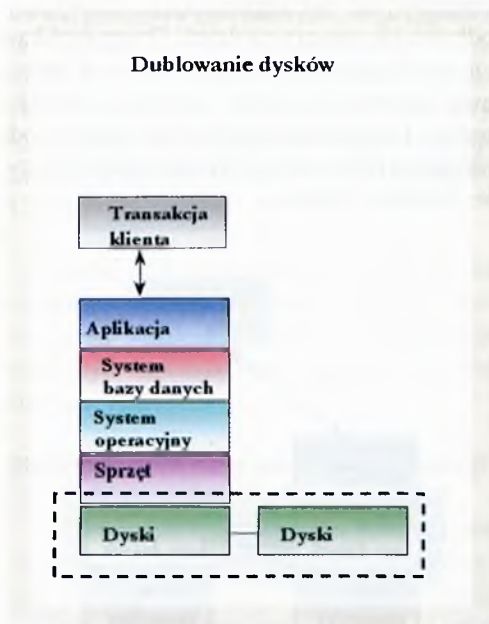 Dublowanie dysków
Transakcja
klienta
Aplikacja
System
bazy danych
System
operacyjny
Sprzęt
Dyski
Dyski